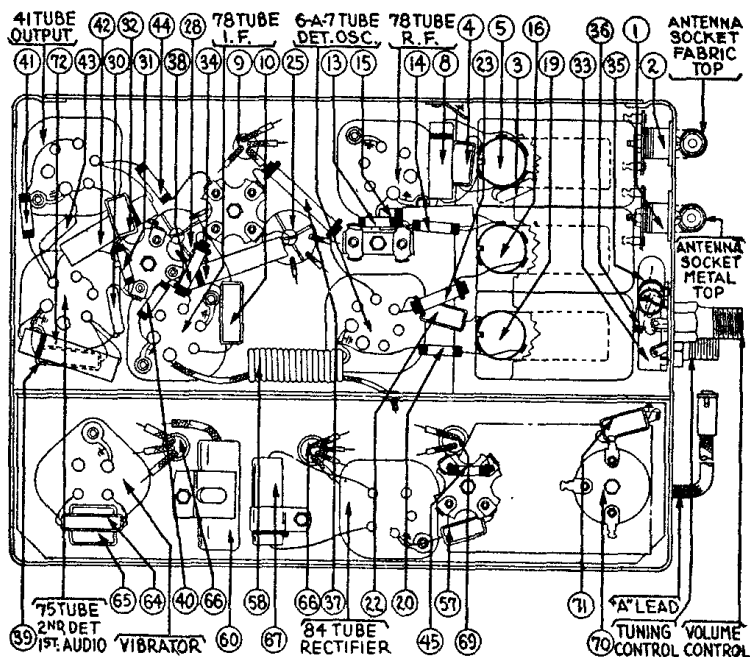 41 TUBE
OUTPUT
42
32
44
28
78 TUBE
I.F.
6-A-7 TUBE
DET. OSC.
78 TUBE
R.F.
4
5
16
36
1
ANTENNA
SOCKET
FABRIC
TOP
41
72
43
30
31
38
34
9
10
25
13
15
14
8
23
3
19
33
35
2
ANTENNA
SOCKET
METAL
TOP
39
75 TUBE
2ND. DET
1ST. AUDIO
65
64
VIBRATOR
40
66
60
58
87
66
84 TUBE
RECTIFIER
37
22
20
45
57
69
71
70
"A" LEAD
TUNING
CONTROL
VOLUME
CONTROL